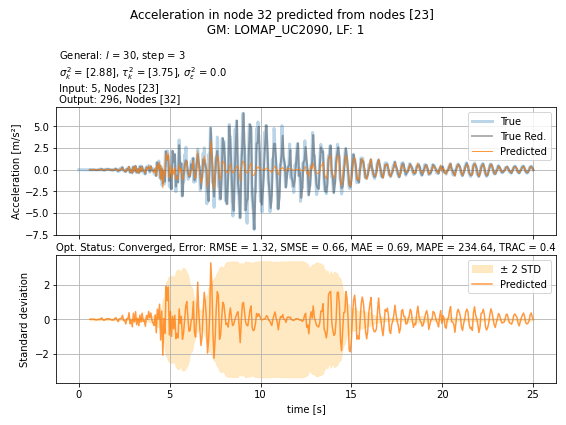 Acceleration in node 32 predicted from nodes [23]
GM: LOMAP_UC2090, LF: 1
General: l = 30, step = 3
σ²ₖ = [2.88], τ²ₖ = [3.75], σ²ε = 0.0
Input: 5, Nodes [23]
Output: 296, Nodes [32]
Acceleration [m/s²]
5.0
2.5
0.0
−2.5
−5.0
−7.5
True
True Red.
Predicted
Opt. Status: Converged, Error: RMSE = 1.32, SMSE = 0.66, MAE = 0.69, MAPE = 234.64, TRAC = 0.4
Standard deviation
2
0
−2
± 2 STD
Predicted
0
5
10
15
20
25
time [s]